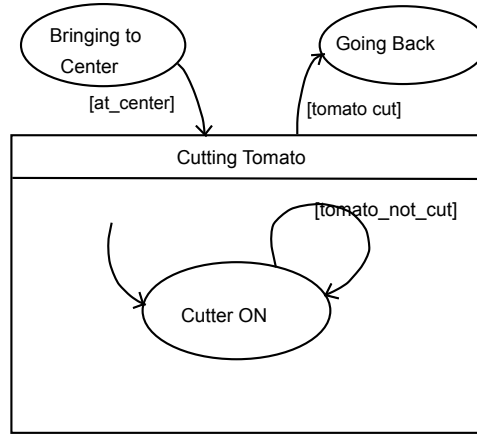 Bringing to
Center
Going Back
[at_center]
[tomato cut]
Cutting Tomato
[tomato_not_cut]
Cutter ON